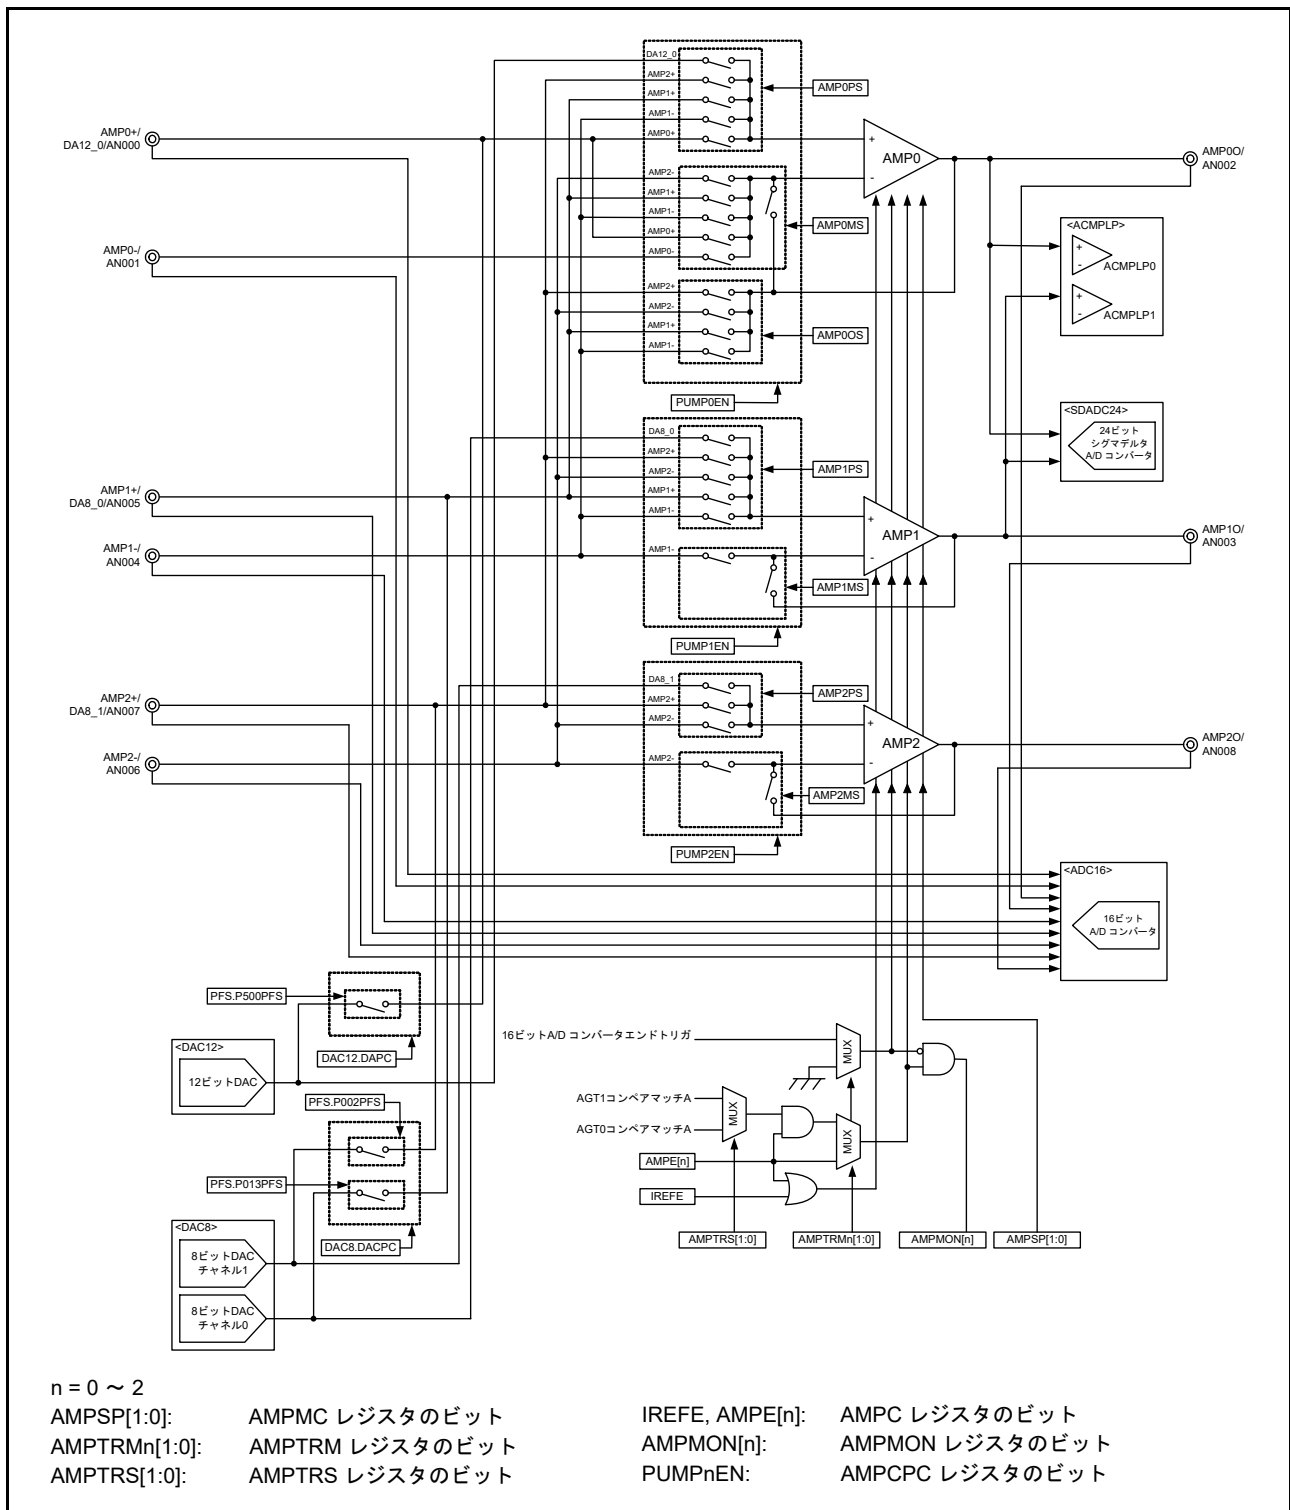 DA12_0
AMP2+
AMP1+
AMP1-
AMP0+
AMP0PS
AMP0+/
DA12_0/AN000
AMP0
+
-
AMP0O/
AN002
AMP2-
AMP1+
AMP1-
AMP0+
AMP0-
AMP0MS
AMP0-/
AN001
<ACMPLP>
+
-
ACMPLP0
+
-
ACMPLP1
AMP2+
AMP2-
AMP1+
AMP1-
AMP0OS
PUMP0EN
<SDADC24>
24ビット
シグマデルタ
A/D コンバータ
DA8_0
AMP2+
AMP2-
AMP1+
AMP1-
AMP1PS
AMP1+/
DA8_0/AN005
AMP1-/
AN004
+
-
AMP1
AMP1O/
AN003
AMP1-
AMP1MS
PUMP1EN
DA8_1
AMP2+
AMP2-
AMP2PS
AMP2+/
DA8_1/AN007
AMP2-/
AN006
+
-
AMP2
AMP2O/
AN008
AMP2-
AMP2MS
PUMP2EN
<ADC16>
16ビット
A/D コンバータ
PFS.P500PFS
DAC12.DAPC
<DAC12>
12ビットDAC
PFS.P002PFS
PFS.P013PFS
DAC8.DACPC
<DAC8>
8ビットDAC
チャネル1
8ビットDAC
チャネル0
16ビットA/D コンバータエンドトリガ
MUX
AGT1コンペアマッチA
AGT0コンペアマッチA
MUX
MUX
AMPE[n]
IREFE
AMPTRS[1:0]
AMPTRMn[1:0]
AMPMON[n]
AMPSP[1:0]
n = 0 ～ 2
AMPSP[1:0]: AMPMC レジスタのビット
AMPTRMn[1:0]: AMPTRM レジスタのビット
AMPTRS[1:0]: AMPTRS レジスタのビット
IREFE, AMPE[n]: AMPC レジスタのビット
AMPMON[n]: AMPMON レジスタのビット
PUMPnEN: AMPCPC レジスタのビット